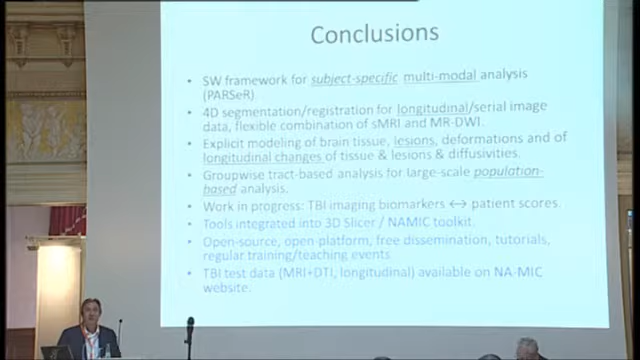 Conclusions
• SW framework for subject-specific multi-modal analysis
(PARSeR).
• 4D segmentation/registration for longitudinal/serial image
data, flexible combination of sMRI and MR-DWI.
• Explicit modeling of brain tissue, lesions, deformations and of
longitudinal changes of tissue & lesions & diffusivities.
• Groupwise tract-based analysis for large-scale population-
based analysis.
• Work in progress: TBI imaging biomarkers ↔ patient scores.
• Tools integrated into 3D Slicer / NAMIC toolkit.
• Open-source, open-platform, free dissemination, tutorials,
regular training/teaching events.
• TBI test data (MRI+DTI, longitudinal) available on NA-MIC
website.